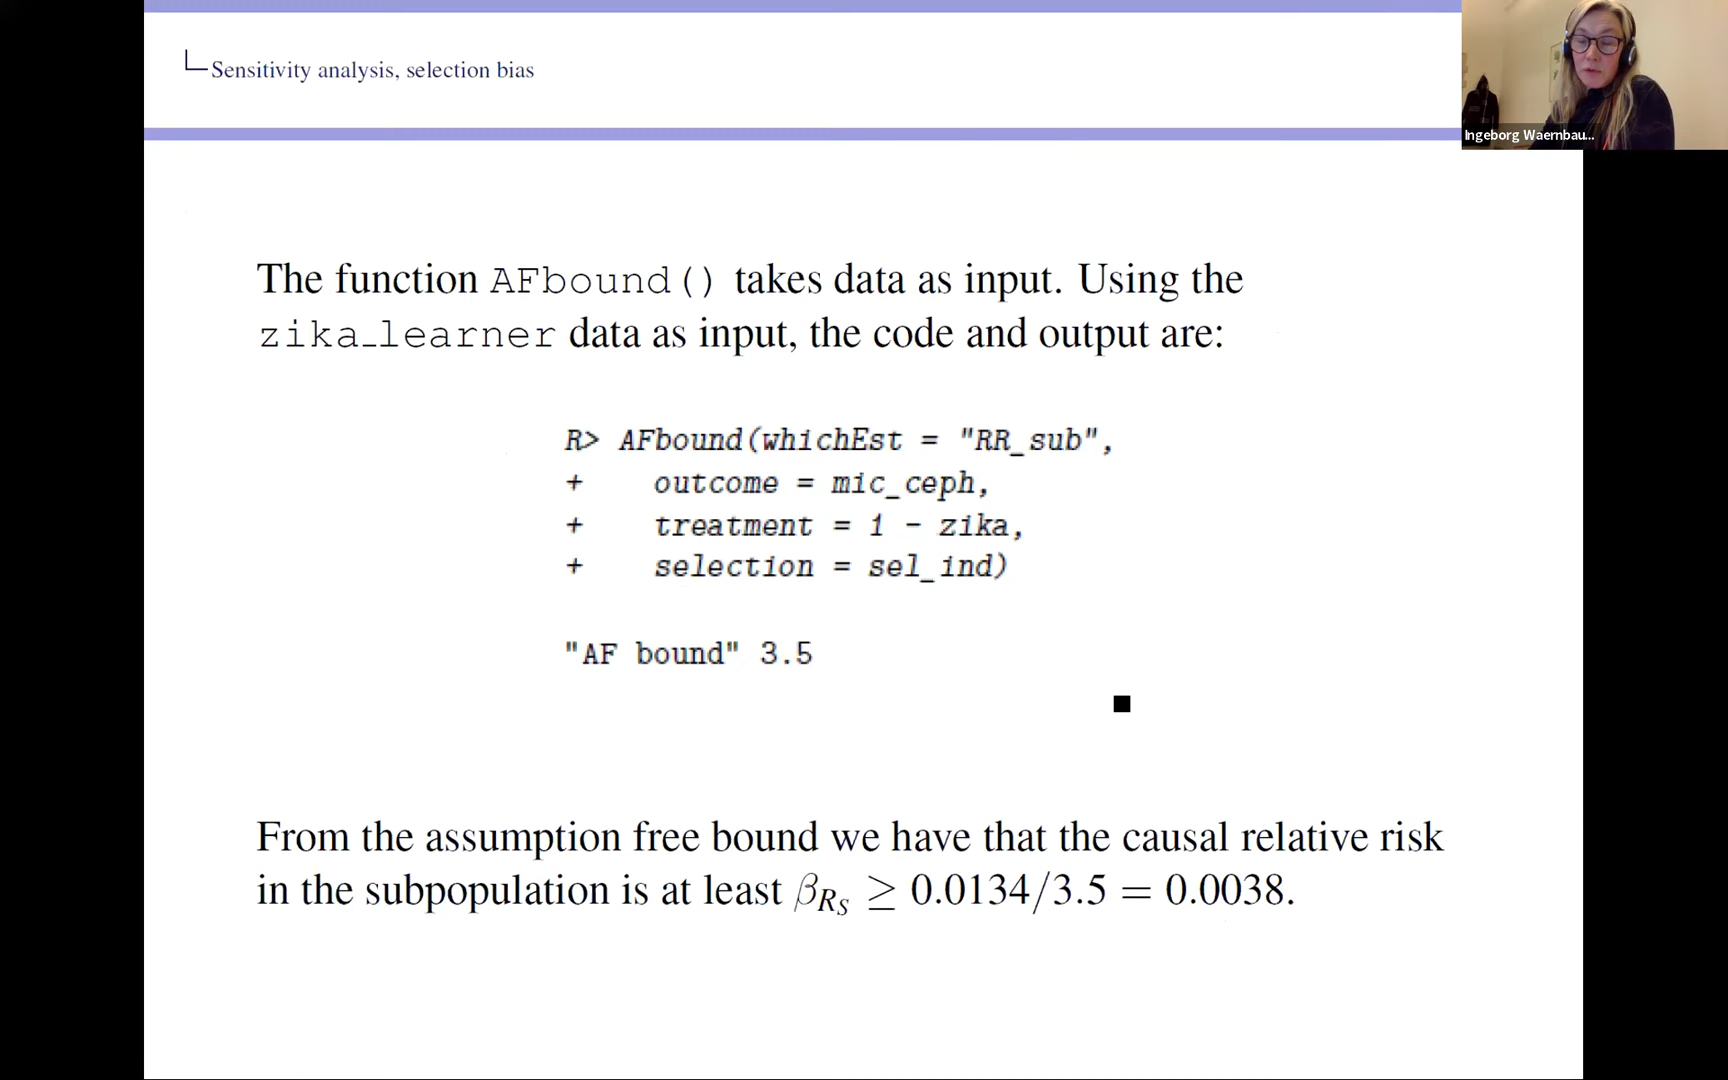 Sensitivity analysis, selection bias
Ingeborg Waernbau...
The function AFbound() takes data as input. Using the
zika_learner data as input, the code and output are:
R> AFbound(whichEst = "RR_sub",
+ outcome = mic_ceph,
+ treatment = 1 - zika,
+ selection = sel_ind)
"AF bound" 3.5
From the assumption free bound we have that the causal relative risk
in the subpopulation is at least β_{R_S} ≥ 0.0134/3.5 = 0.0038.